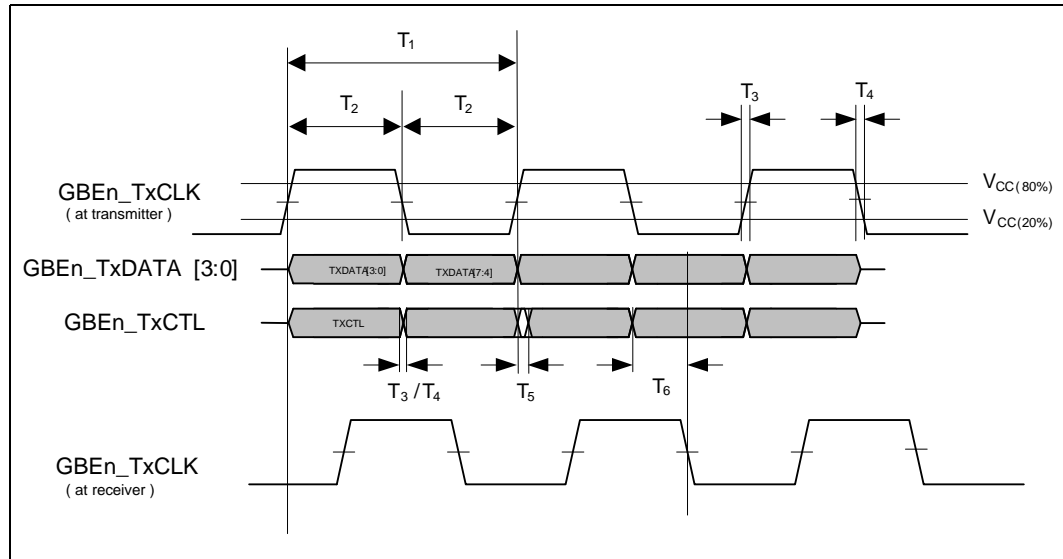 T1
T2 T2 T3 T4
GBEn_TxCLK
( at transmitter )
VCC(80%)
VCC(20%)
GBEn_TxDATA [3:0]
TXDATA[3:0] TXDATA[7:4]
GBEn_TxCTL
TXCTL
T3 / T4 T5 T6
GBEn_TxCLK
( at receiver )